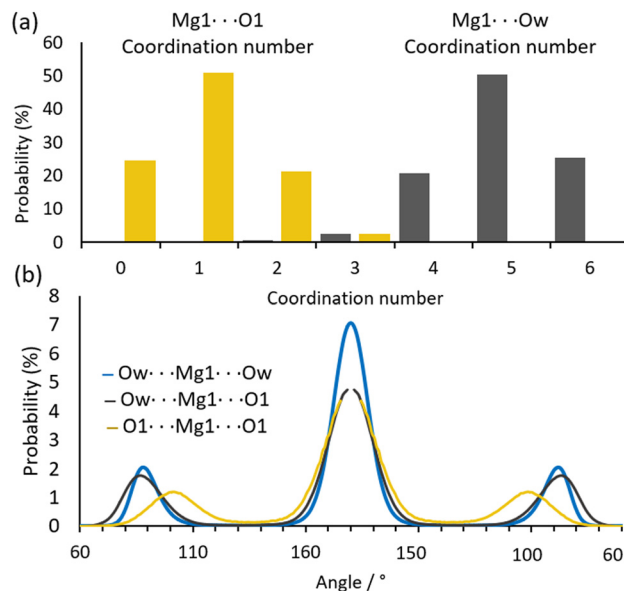 (a)
Mg1···O1
Coordination number
Mg1···Ow
Coordination number
Probability (%)
60
50
40
30
20
10
0
0 1 2 3 4 5 6
Coordination number
(b)
Probability (%)
8
7
6
5
4
3
2
1
0
Ow···Mg1···Ow
Ow···Mg1···O1
O1···Mg1···O1
60 110 160 150 100 60
Angle / °